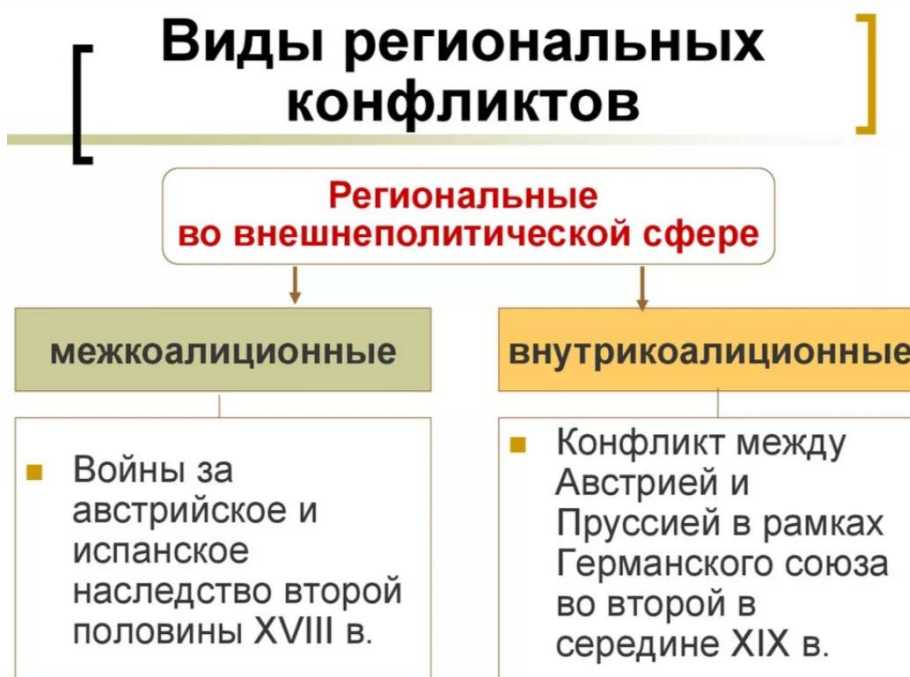 Виды региональных
конфликтов
Региональные
во внешнеполитической сфере
межкоалиционные
внутрикоалиционные
Войны за
австрийское и
испанское
наследство второй
половины XVIII в.
Конфликт между
Австрией и
Пруссией в рамках
Германского союза
во второй в
середине XIX в.